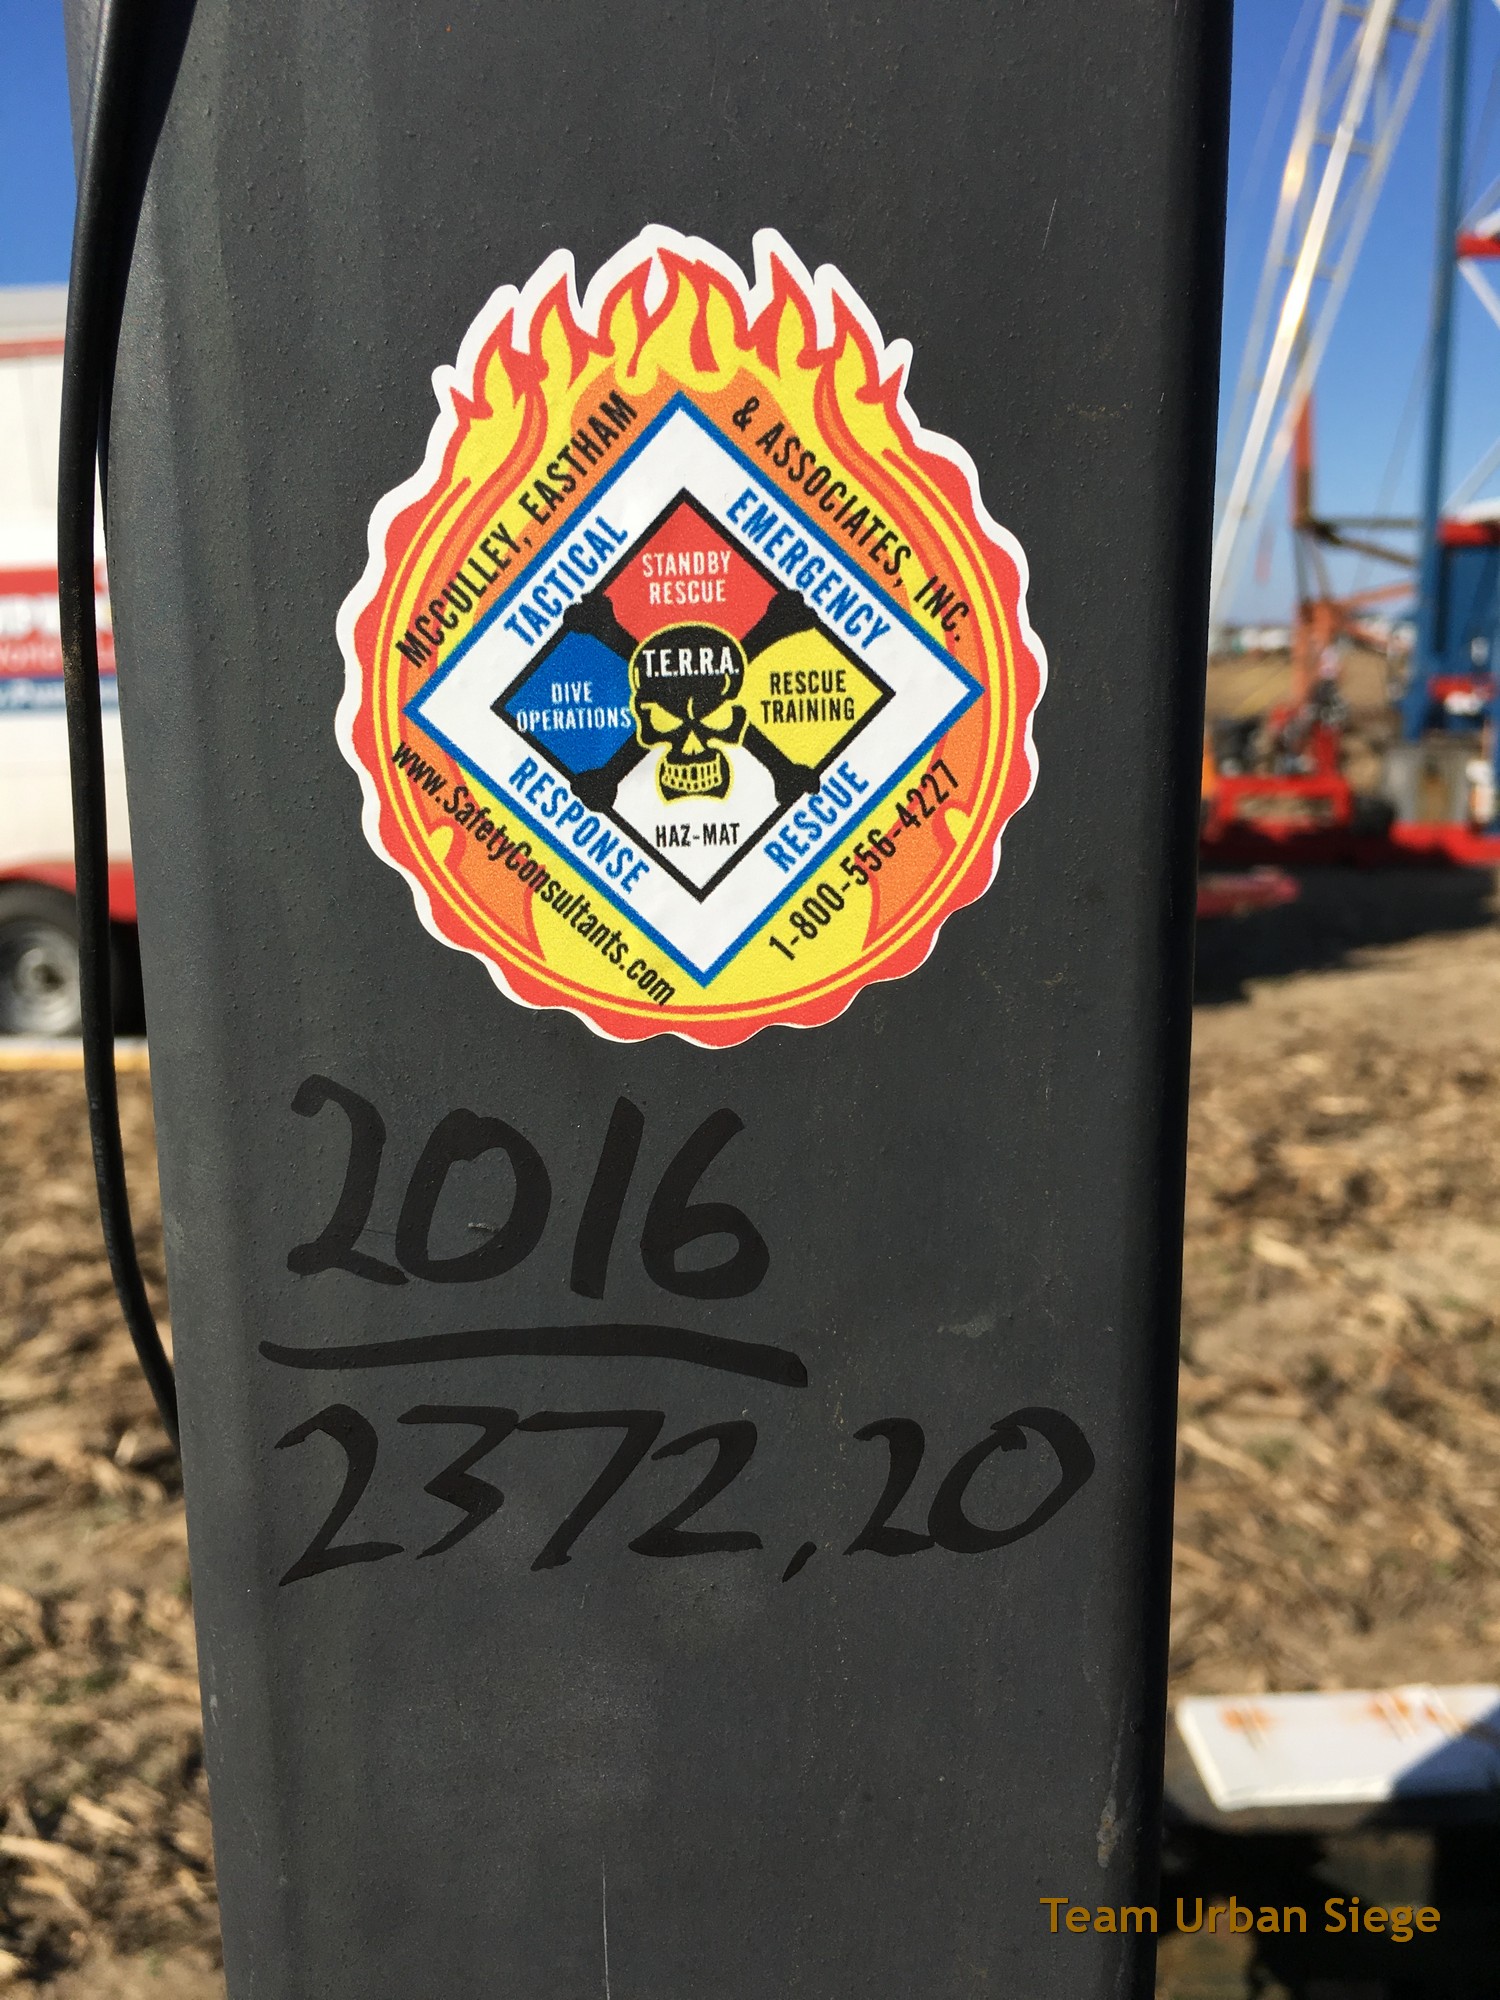 MCCULLEY, EASTHAM
& ASSOCIATES, INC.
TACTICAL
EMERGENCY
RESPONSE
RESCUE
STANDBY
RESCUE
T.E.R.R.A.
DIVE
OPERATIONS
RESCUE
TRAINING
HAZ-MAT
www.SafetyConsultants.com
1-800-556-4227
2016
2372,20
Team Urban Siege